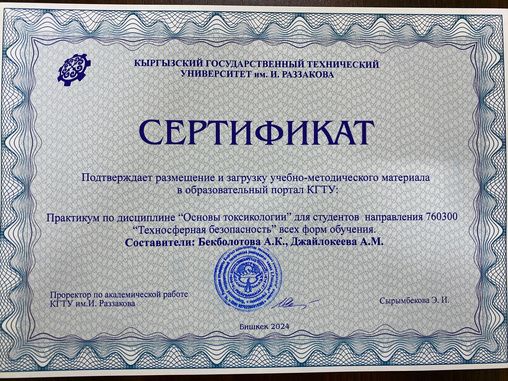 КЫРГЫЗСКИЙ ГОСУДАРСТВЕННЫЙ ТЕХНИЧЕСКИЙ
УНИВЕРСИТЕТ им. И. РАЗЗАКОВА
СЕРТИФИКАТ
Подтверждает размещение и загрузку учебно-методического материала
в образовательный портал КГТУ:
Практикум по дисциплине “Основы токсикологии” для студентов направления 760300
“Техносферная безопасность” всех форм обучения.
Составители: Бекболотова А.К., Джайлокеева А.М.
Проректор по академической работе
КГТУ им.И. Раззакова
Сырымбекова Э. И.
Бишкек 2024